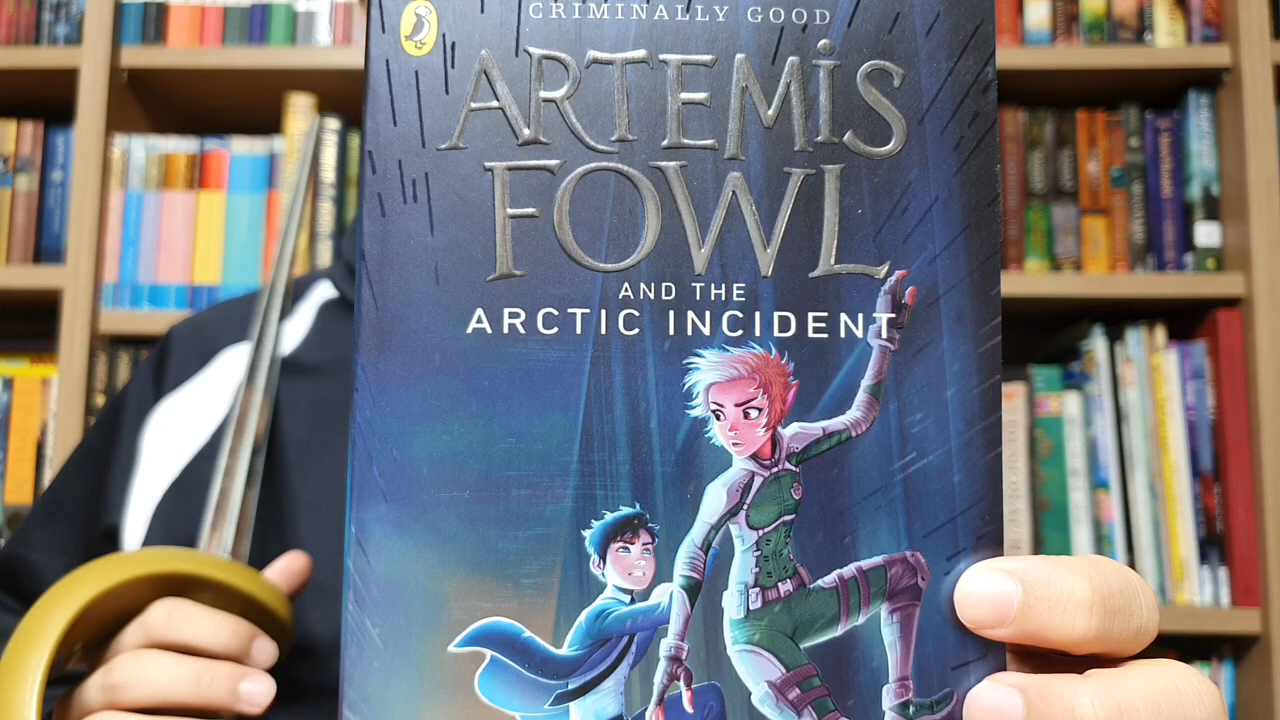 CRIMINALLY GOOD
ARTEMiS
FOWL
AND THE
ARCTIC INCIDENT